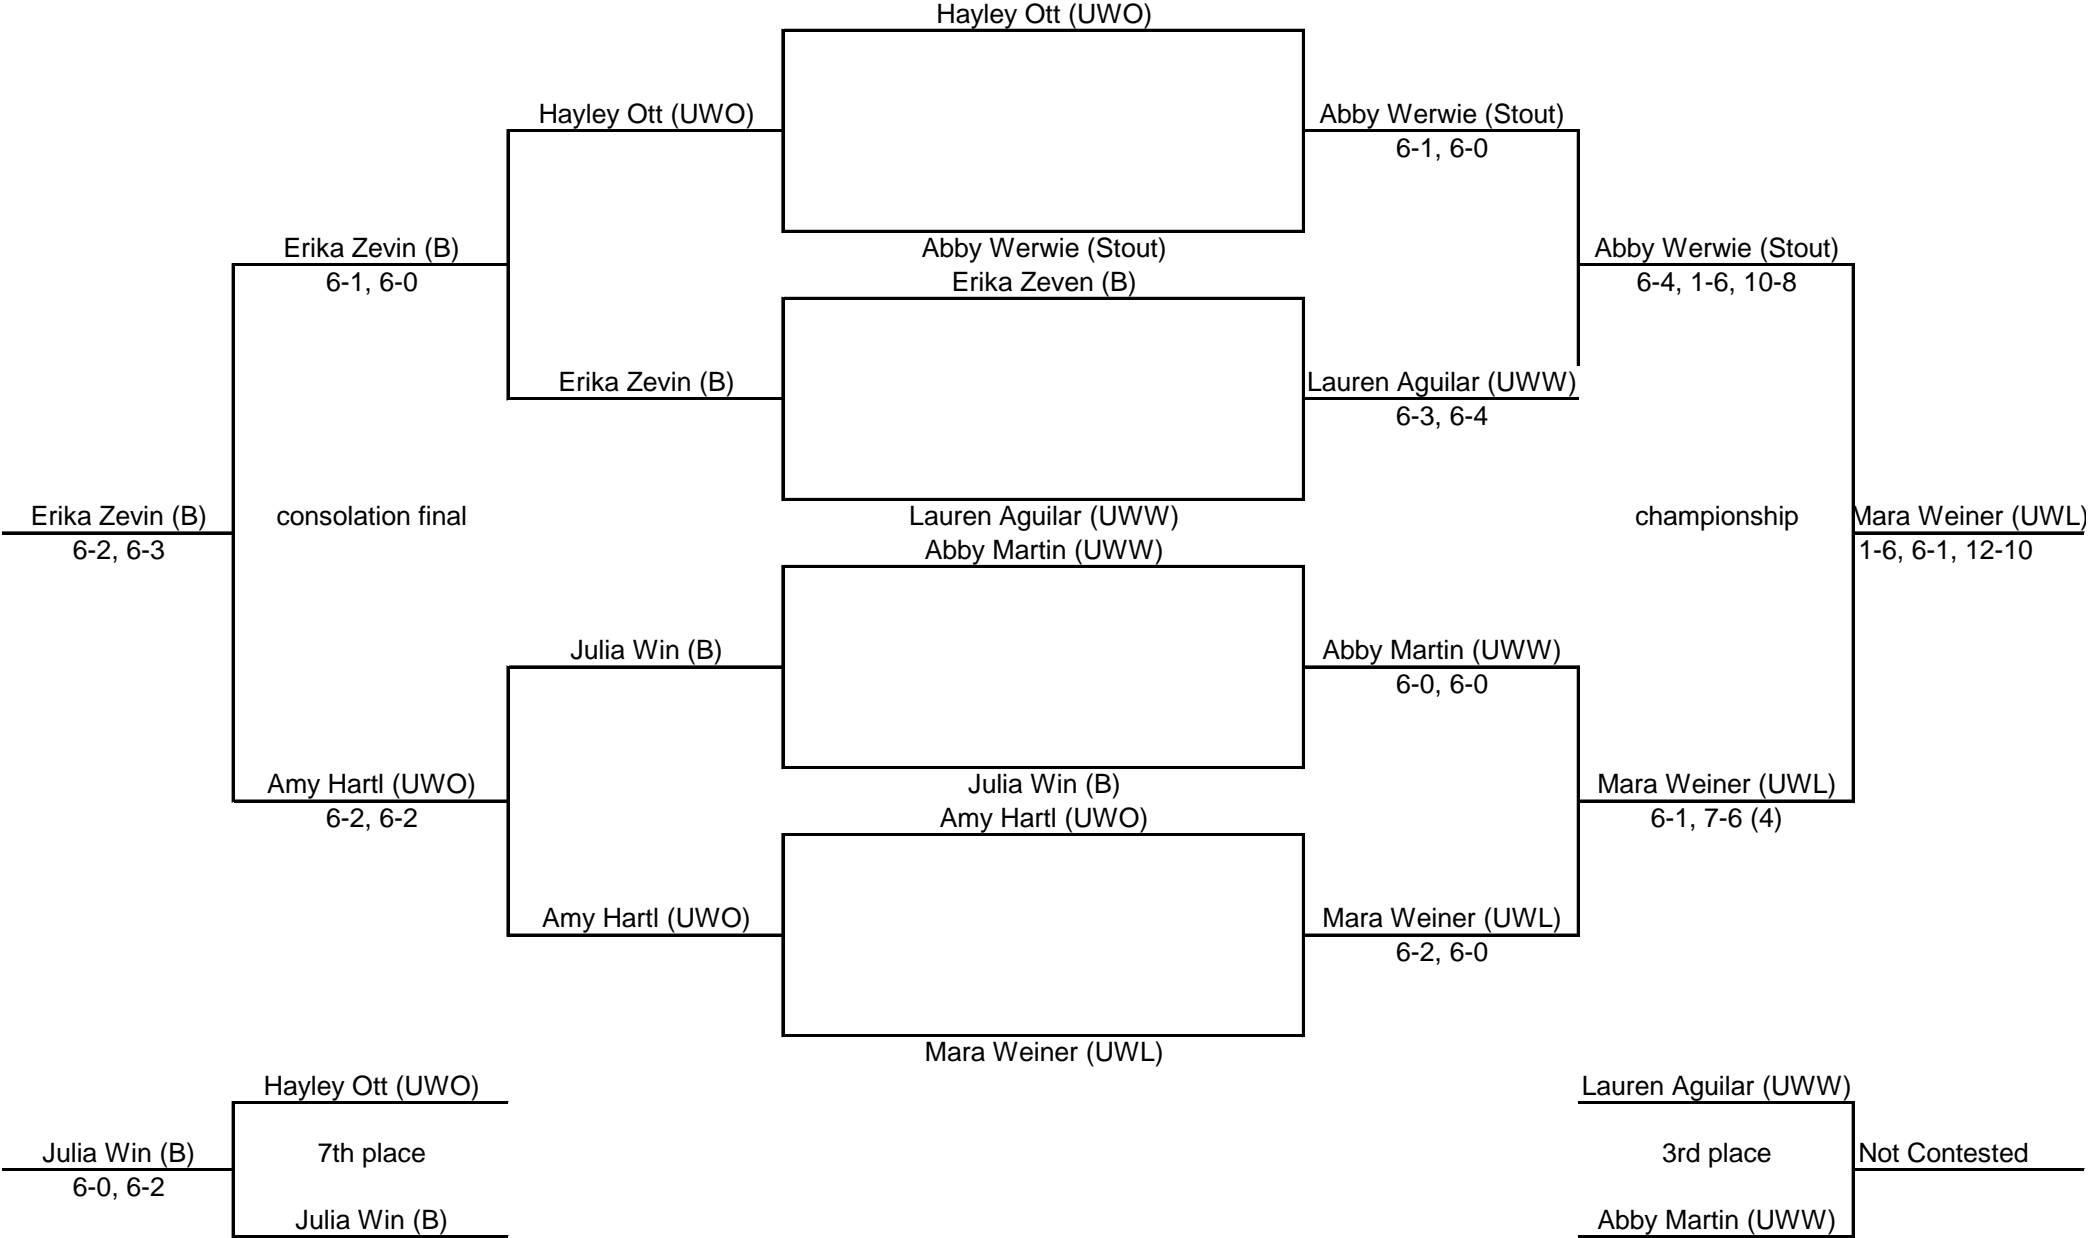 Hayley Ott (UWO)
Hayley Ott (UWO)
Abby Werwie (Stout)
6-1, 6-0
Erika Zevin (B)
Abby Werwie (Stout)
Abby Werwie (Stout)
6-1, 6-0
Erika Zeven (B)
6-4, 1-6, 10-8
Erika Zevin (B)
Lauren Aguilar (UWW)
6-3, 6-4
Erika Zevin (B)
consolation final
Lauren Aguilar (UWW)
championship
Mara Weiner (UWL)
6-2, 6-3
Abby Martin (UWW)
1-6, 6-1, 12-10
Julia Win (B)
Abby Martin (UWW)
6-0, 6-0
Amy Hartl (UWO)
Julia Win (B)
Mara Weiner (UWL)
6-2, 6-2
Amy Hartl (UWO)
6-1, 7-6 (4)
Amy Hartl (UWO)
Mara Weiner (UWL)
6-2, 6-0
Mara Weiner (UWL)
Hayley Ott (UWO)
Lauren Aguilar (UWW)
Julia Win (B)
7th place
3rd place
Not Contested
6-0, 6-2
Julia Win (B)
Abby Martin (UWW)